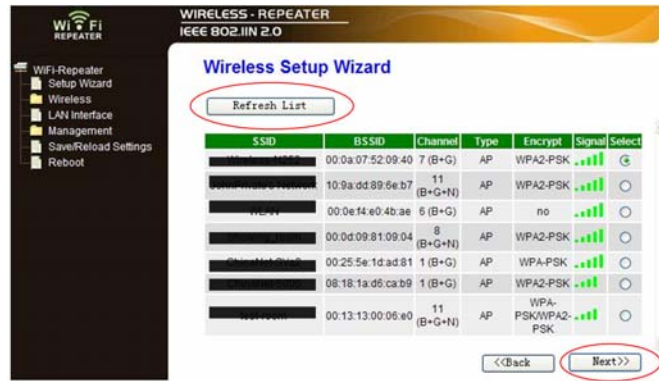 Wi Fi
REPEATER
WIRELESS - REPEATER
IEEE 802.11N 2.0
WiFi-Repeater
Setup Wizard
Wireless
LAN Interface
Management
Save/Reload Settings
Reboot
Wireless Setup Wizard
Refresh List
SSID BSSID Channel Type Encrypt Signal Select
00:0a:07:52:09:40 7 (B+G) AP WPA2-PSK
10:9a:dd:89:6e:b7 11 (B+G+N) AP WPA2-PSK
WLAN 00:0e:f4:e0:4b:ae 6 (B+G) AP no
00:0d:09:81:09:04 8 (B+G+N) AP WPA2-PSK
00:25:5e:1d:ad:81 1 (B+G) AP WPA-PSK
08:18:1a:d6:ca:b9 1 (B+G) AP WPA2-PSK
00:13:13:00:06:e0 11 (B+G+N) AP WPA-PSK/WPA2-PSK
<<Back Next>>